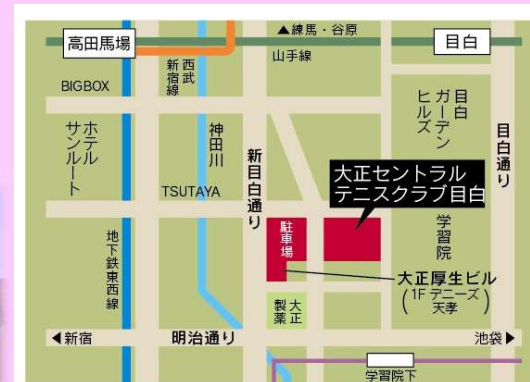 ▲練馬・谷原
高田馬場
目白
山手線
西武
新宿線
BIGBOX
ホテル
サンルート
神田川
新目白通り
目白
ガーデン
ヒルズ
目白通り
大正セントラル
テニスクラブ目白
TSUTAYA
学習院
駐車場
地下鉄東西線
大正厚生ビル
(1F デニーズ
天孝)
大正
製薬
◀新宿
明治通り
池袋▶
学習院下